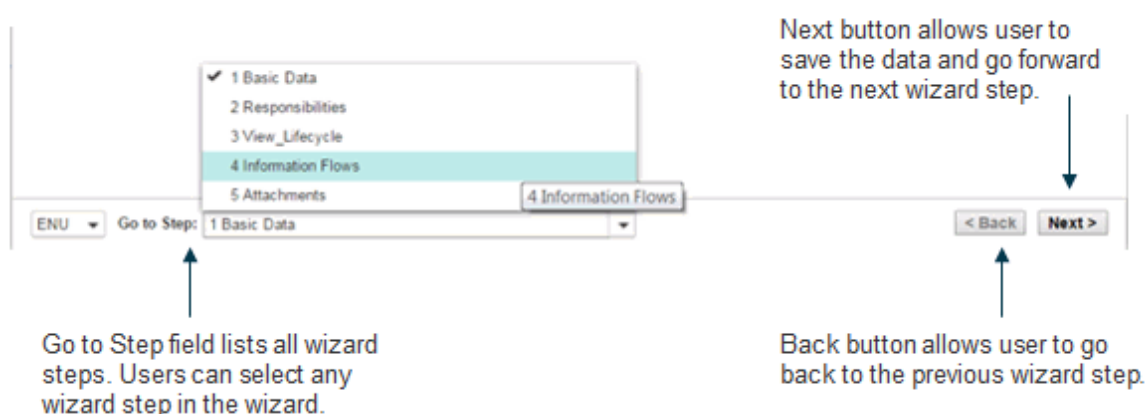 Next button allows user to
save the data and go forward
to the next wizard step.
✔ 1 Basic Data
2 Responsibilities
3 View_Lifecycle
4 Information Flows
5 Attachments
4 Information Flows
ENU Go to Step: 1 Basic Data < Back Next >
Go to Step field lists all wizard
steps. Users can select any
wizard step in the wizard.
Back button allows user to go
back to the previous wizard step.